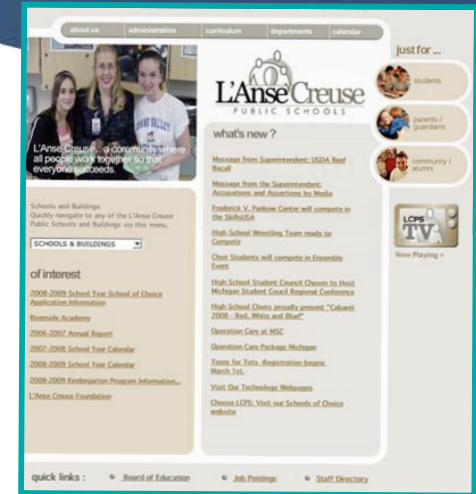 about us
administration
curriculum
departments
calendar
just for ...
students
parents /
guardians
community /
alumni
LCPS
TV
Now Playing >
L'Anse Creuse... a community where
all people work together so that
everyone succeeds.
L'Anse Creuse
PUBLIC SCHOOLS
Schools and Buildings
Quickly navigate to any of the L'Anse Creuse
Public Schools and Buildings via this menu.
SCHOOLS & BUILDINGS
of interest
2008-2009 School Year School of Choice
Application Information
Riverside Academy
2006-2007 Annual Report
2007-2008 School Year Calendar
2008-2009 School Year Calendar
2008-2009 Kindergarten Program Information...
L'Anse Creuse Foundation
what's new ?
Message from Superintendent: USDA Beef
Recall
Message from the Superintendent:
Accusations and Assertions by Media
Frederick V. Pankow Center will compete in
the SkillsUSA
High School Wrestling Team ready to
Compete
Choir Students will compete in Ensemble
Event
High School Student Council Chosen to Host
Michigan Student Coucil Regional Conference
High School Choirs proudly present "Cabaret
2008 - Red, White and Blue!"
Operation Care at MSC
Operation Care Package Michigan
Teens for Tots -Registration begins
March 1st.
Visit Our Technology Webpages
Choose LCPS: Visit our Schools of Choice
website
quick links :
Board of Education
Job Postings
Staff Directory